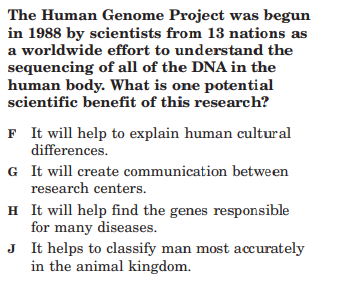 The Human Genome Project was begun
in 1988 by scientists from 13 nations as
a worldwide effort to understand the
sequencing of all of the DNA in the
human body. What is one potential
scientific benefit of this research?
F It will help to explain human cultural
differences.
G It will create communication between
research centers.
H It will help find the genes responsible
for many diseases.
J It helps to classify man most accurately
in the animal kingdom.